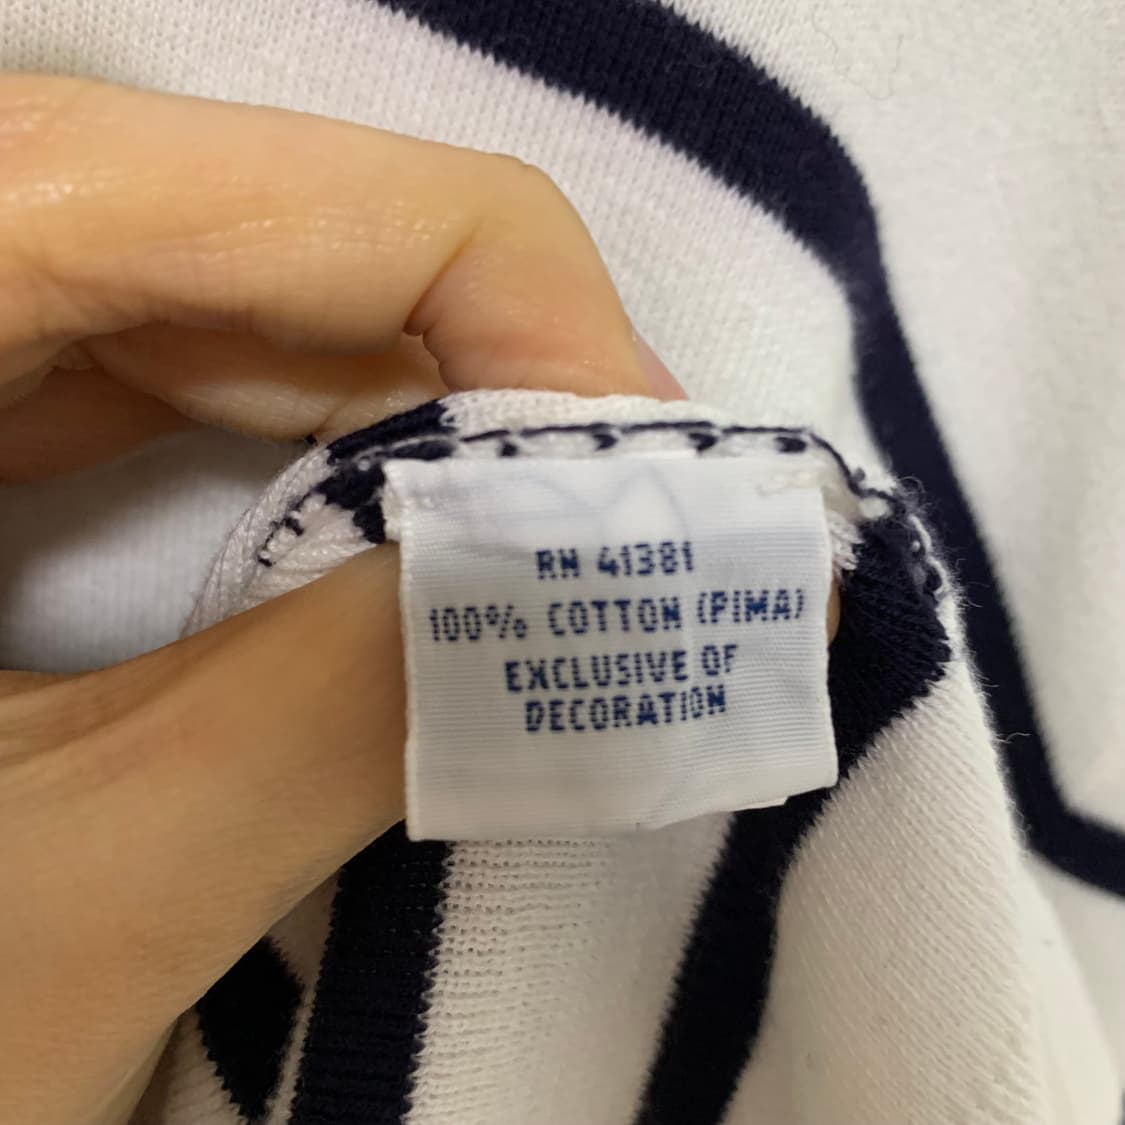 RN 41381
100% COTTON (PIMA)
EXCLUSIVE OF
DECORATION